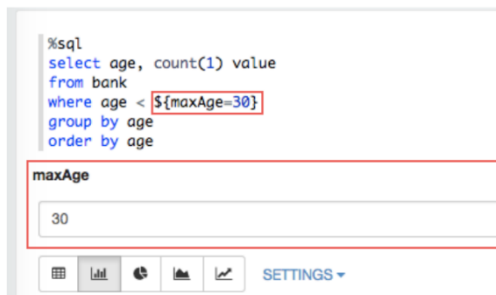 %sql
select age, count(1) value
from bank
where age < ${maxAge=30}
group by age
order by age
maxAge
30
SETTINGS